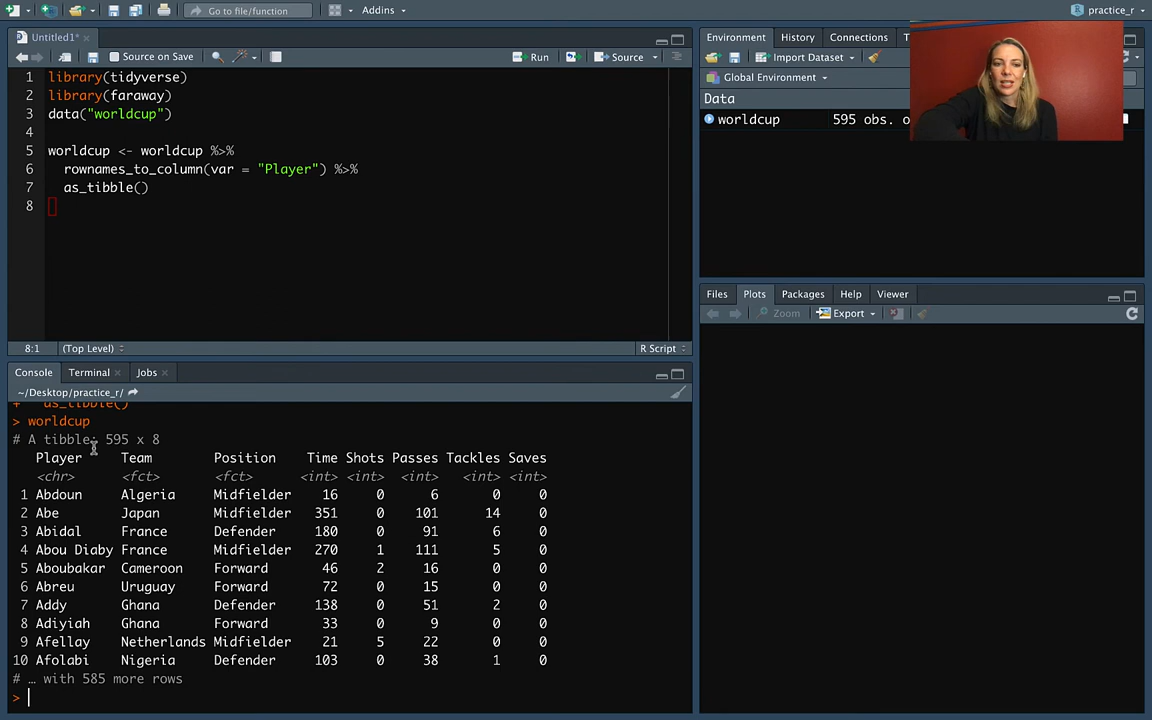 Go to file/function
Addins
practice_r
Untitled1*
Source on Save
Run
Source
1 library(tidyverse)
2 library(faraway)
3 data("worldcup")
4
5 worldcup <- worldcup %>%
6 rownames_to_column(var = "Player") %>%
7 as_tibble()
8
8:1
(Top Level)
R Script
Console
Terminal
Jobs
~/Desktop/practice_r/
+ as_tibble()
> worldcup
# A tibble: 595 x 8
Player Team Position Time Shots Passes Tackles Saves
<chr> <fct> <fct> <int> <int> <int> <int> <int>
1 Abdoun Algeria Midfielder 16 0 6 0 0
2 Abe Japan Midfielder 351 0 101 14 0
3 Abidal France Defender 180 0 91 6 0
4 Abou Diaby France Midfielder 270 1 111 5 0
5 Aboubakar Cameroon Forward 46 2 16 0 0
6 Abreu Uruguay Forward 72 0 15 0 0
7 Addy Ghana Defender 138 0 51 2 0
8 Adiyiah Ghana Forward 33 0 9 0 0
9 Afellay Netherlands Midfielder 21 5 22 0 0
10 Afolabi Nigeria Defender 103 0 38 1 0
# … with 585 more rows
>
Environment
History
Connections
T
Import Dataset
Global Environment
Data
worldcup 595 obs. o
Files
Plots
Packages
Help
Viewer
Zoom
Export